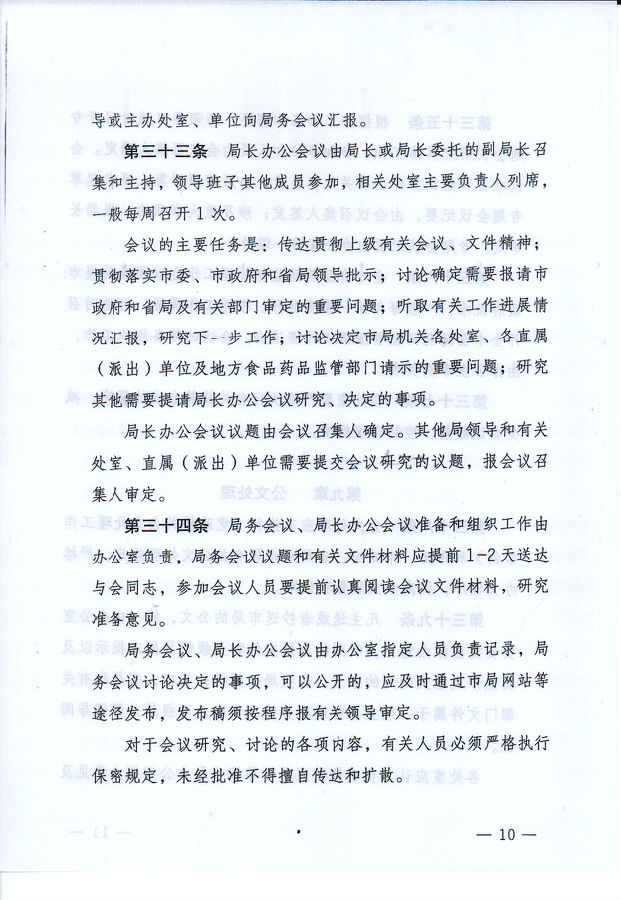 导或主办处室、单位向局务会议汇报。
第三十三条 局长办公会议由局长或局长委托的副局长召
集和主持，领导班子其他成员参加，相关处室主要负责人列席，
一般每周召开1次。
会议的主要任务是：传达贯彻上级有关会议、文件精神；
贯彻落实市委、市政府和省局领导批示；讨论确定需要报请市
政府和省局及有关部门审定的重要问题；听取有关工作进展情
况汇报，研究下一步工作；讨论决定市局机关各处室、各直属
（派出）单位及地方食品药品监管部门请示的重要问题；研究
其他需要提请局长办公会议研究、决定的事项。
局长办公会议议题由会议召集人确定。其他局领导和有关
处室、直属（派出）单位需要提交会议研究的议题，报会议召
集人审定。
第三十四条 局务会议、局长办公会议准备和组织工作由
办公室负责，局务会议议题和有关文件材料应提前1-2天送达
与会同志，参加会议人员要提前认真阅读会议文件材料，研究
准备意见。
局务会议、局长办公会议由办公室指定人员负责记录，局
务会议讨论决定的事项，可以公开的，应及时通过市局网站等
途径发布，发布稿须按程序报有关领导审定。
对于会议研究、讨论的各项内容，有关人员必须严格执行
保密规定，未经批准不得擅自传达和扩散。
— 10 —